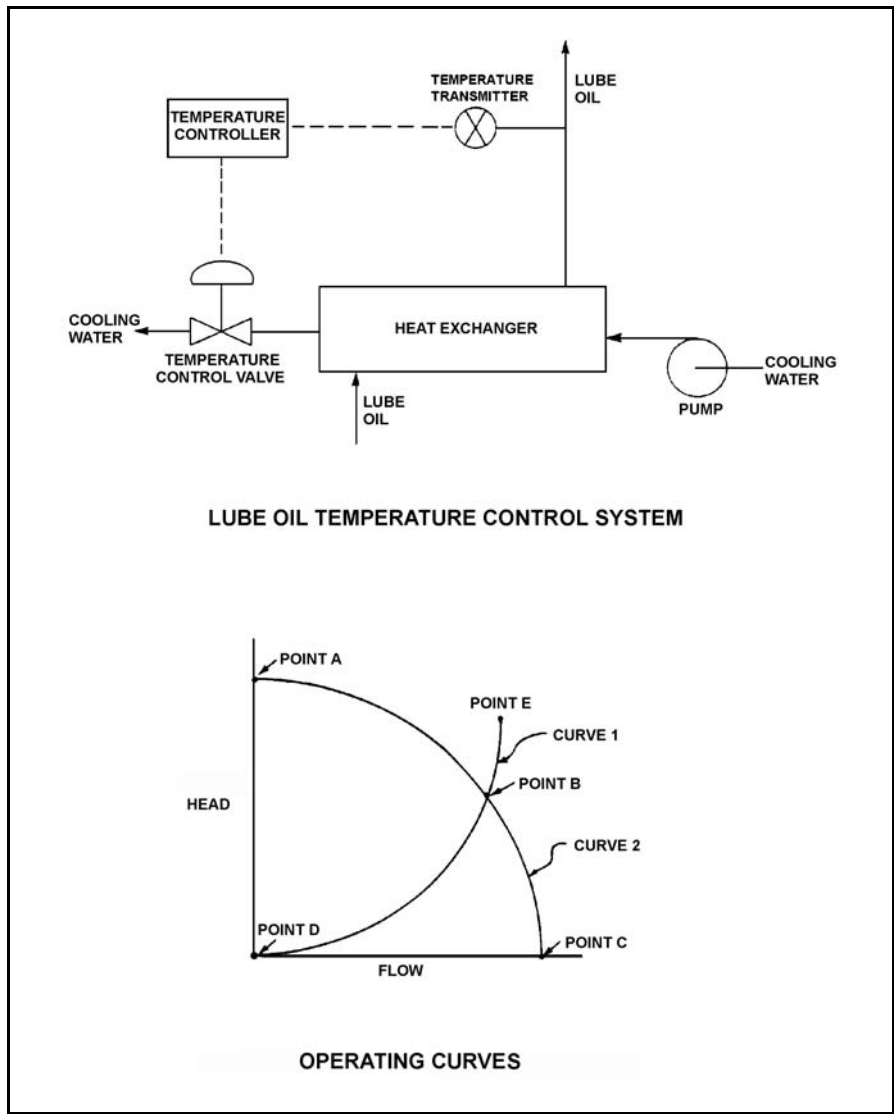 TEMPERATURE
TRANSMITTER
LUBE
OIL
TEMPERATURE
CONTROLLER
COOLING
WATER
TEMPERATURE
CONTROL VALVE
HEAT EXCHANGER
LUBE
OIL
COOLING
WATER
PUMP
LUBE OIL TEMPERATURE CONTROL SYSTEM
POINT A
POINT E
CURVE 1
POINT B
HEAD
CURVE 2
POINT D
POINT C
FLOW
OPERATING CURVES